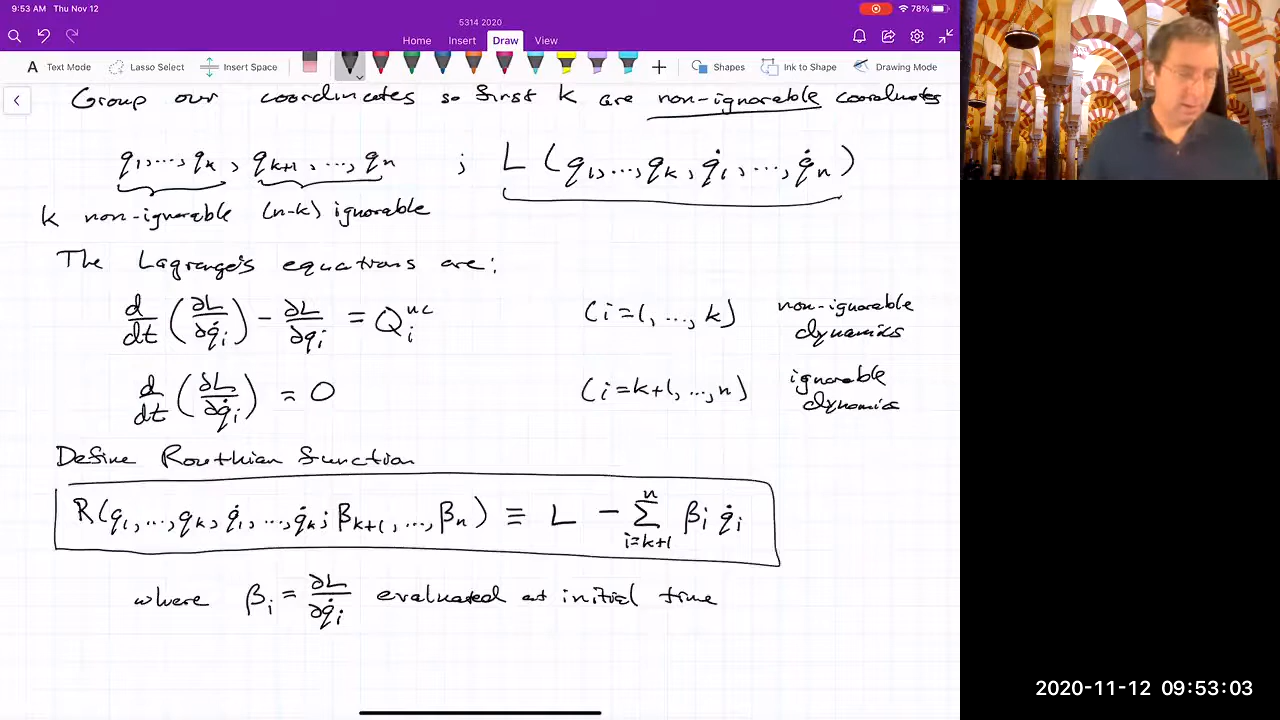 9:53 AM Thu Nov 12
78%
5314 2020
Home Insert Draw View
Text Mode Lasso Select Insert Space Shapes Ink to Shape Drawing Mode
Group our coordinates so first k are non-ignorable coordinates
q₁,...,qₖ, qₖ₊₁,...,qₙ ; L(q₁,...,qₖ, q̇₁,...,q̇ₙ)
k non-ignorable (n-k) ignorable
The Lagrange's equations are:
d/dt (∂L/∂q̇ᵢ) - ∂L/∂qᵢ = Qᵢⁿᶜ (i=1,...,k) non-ignorable dynamics
d/dt (∂L/∂q̇ᵢ) = 0 (i=k+1,...,n) ignorable dynamics
Define Routhian function
R(q₁,...,qₖ, q̇₁,...,q̇ₖ; βₖ₊₁,...,βₙ) ≡ L - Σᵢ₌ₖ₊₁ⁿ βᵢ q̇ᵢ
where βᵢ = ∂L/∂q̇ᵢ evaluated at initial time
2020-11-12 09:53:03